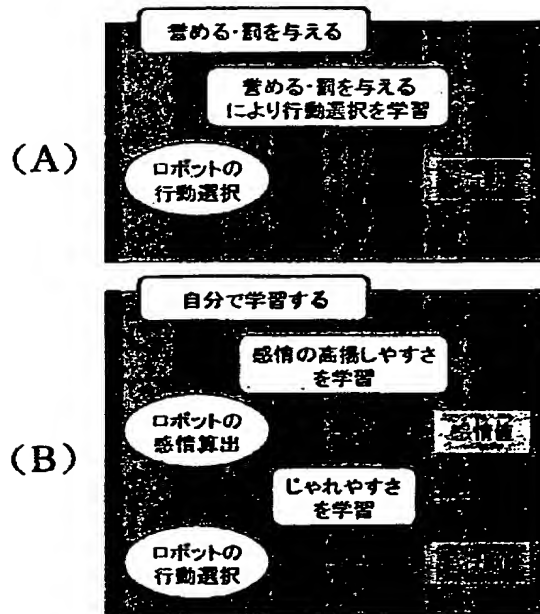 誉める・罰を与える
誉める・罰を与える
により行動選択を学習
(A)
ロボットの
行動選択
自分で学習する
感情の高揚しやすさ
を学習
ロボットの
感情算出
感情値
(B)
じゃれやすさ
を学習
ロボットの
行動選択